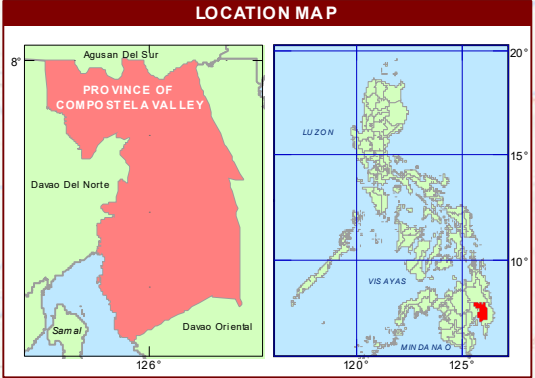 LOCATION MAP
Agusan Del Sur
8°
PROVINCE OF
COMPOSTELA VALLEY
Davao Del Norte
Samal
Davao Oriental
126°
20°
LUZON
15°
10°
VISAYAS
MINDANAO
120°
125°